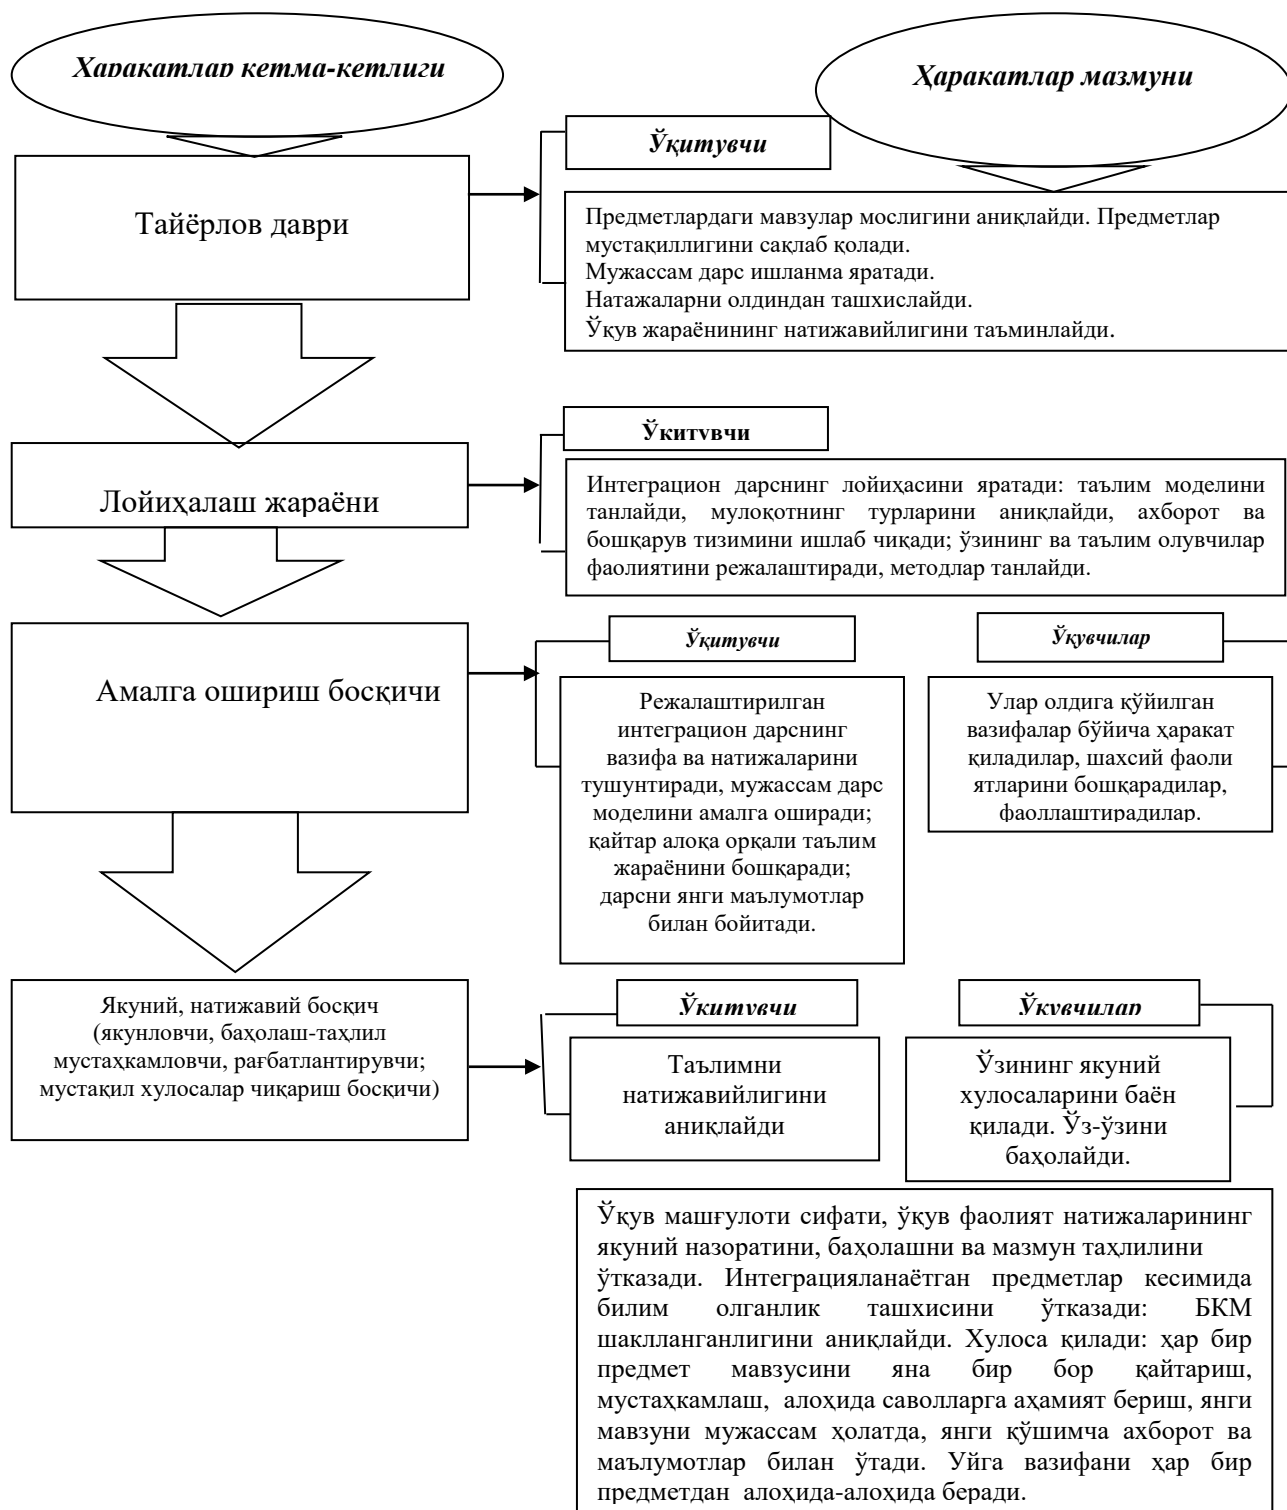 Ҳаракатлар кетма-кетлиги
Ҳаракатлар мазмуни
Тайёрлов даври
Ўқитувчи
Предметлардаги мавзулар мослигини аниқлайди. Предметлар
мустақиллигини сақлаб қолади.
Мужассам дарс ишланма яратади.
Натажаларни олдиндан ташхислайди.
Ўқув жараёнининг натижавийлигини таъминлайди.
Лойиҳалаш жараёни
Ўқитувчи
Интеграцион дарснинг лойиҳасини яратади: таълим моделини
танлайди, мулоқотнинг турларини аниқлайди, ахборот ва
бошқарув тизимини ишлаб чиқади; ўзининг ва таълим олувчилар
фаолиятини режалаштиради, методлар танлайди.
Амалга ошириш босқичи
Ўқитувчи
Режалаштирилган
интеграцион дарснинг
вазифа ва натижаларини
тушунтиради, мужассам дарс
моделини амалга оширади;
қайтар алоқа орқали таълим
жараёнини бошқаради;
дарсни янги маълумотлар
билан бойитади.
Ўқувчилар
Улар олдига қўйилган
вазифалар бўйича ҳаракат
қиладилар, шахсий фаоли
ятларини бошқарадилар,
фаоллаштирадилар.
Якуний, натижавий босқич
(якунловчи, баҳолаш-таҳлил
мустаҳкамловчи, рағбатлантирувчи;
мустақил хулосалар чиқариш босқичи)
Ўқитувчи
Таълимни
натижавийлигини
аниқлайди
Ўқувчилар
Ўзининг якуний
хулосаларини баён
қилади. Ўз-ўзини
баҳолайди.
Ўқув машғулоти сифати, ўқув фаолият натижаларининг
якуний назоратини, баҳолашни ва мазмун таҳлилини
ўтказади. Интеграцияланаётган предметлар кесимида
билим олганлик ташхисини ўтказади: БКМ
шаклланганлигини аниқлайди. Хулоса қилади: ҳар бир
предмет мавзусини яна бир бор қайтариш,
мустаҳкамлаш, алоҳида саволларга аҳамият бериш, янги
мавзуни мужассам ҳолатда, янги қўшимча ахборот ва
маълумотлар билан ўтади. Уйга вазифани ҳар бир
предметдан алоҳида-алоҳида беради.